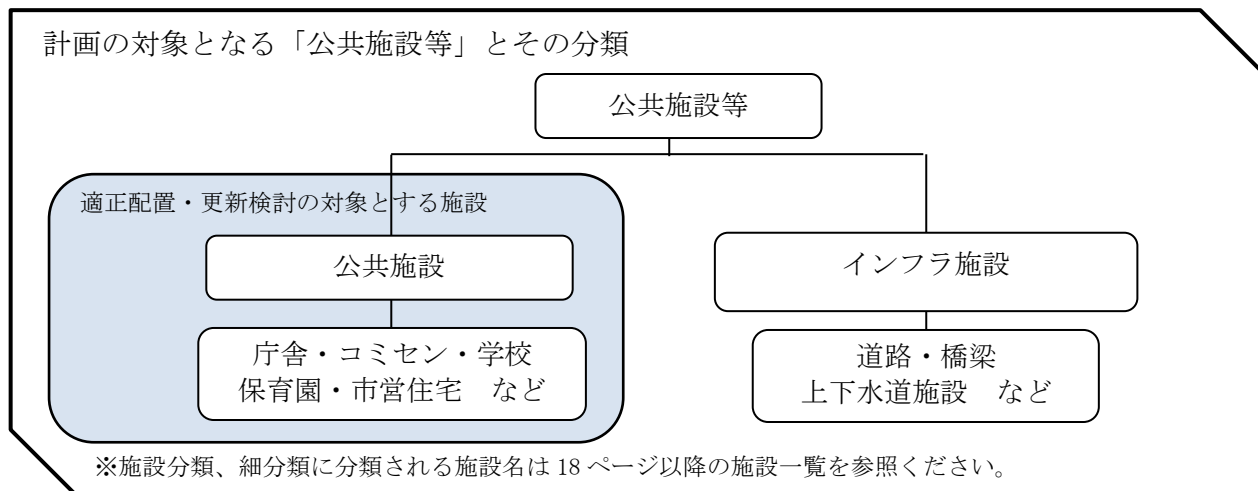 計画の対象となる「公共施設等」とその分類
公共施設等
適正配置・更新検討の対象とする施設
公共施設
インフラ施設
庁舎・コミセン・学校
保育園・市営住宅　など
道路・橋梁
上下水道施設　など
※施設分類、細分類に分類される施設名は 18 ページ以降の施設一覧を参照ください。